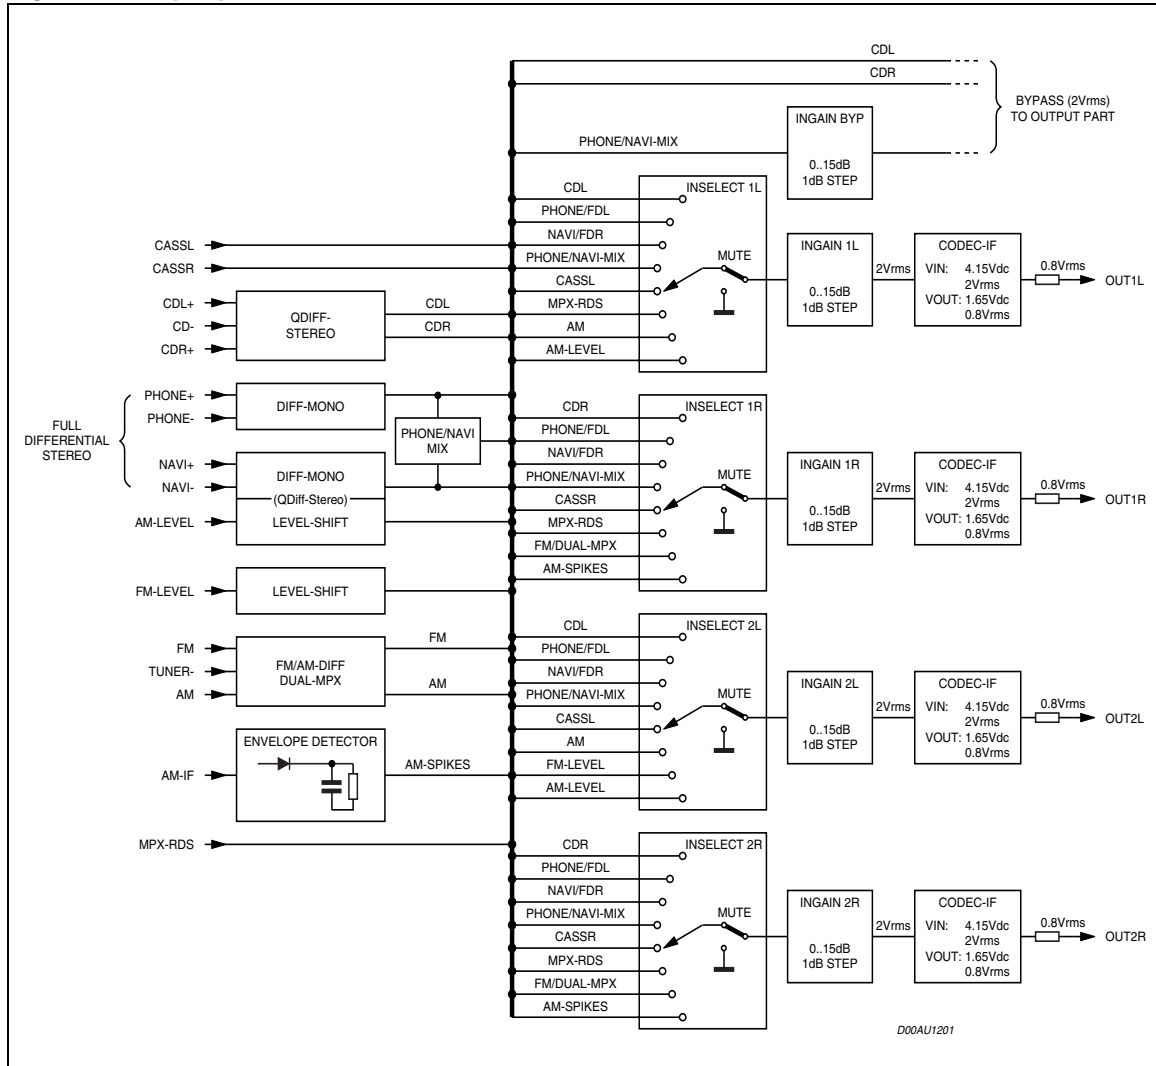 CDL
CDR
BYPASS (2Vrms)
TO OUTPUT PART
INGAIN BYP
PHONE/NAVI-MIX
0..15dB
1dB STEP
CDL
INSELECT 1L
PHONE/FDL
NAVI/FDR
PHONE/NAVI-MIX
CASSL
MPX-RDS
AM
AM-LEVEL
MUTE
INGAIN 1L
0..15dB
1dB STEP
2Vrms
CODEC-IF
VIN: 4.15Vdc
2Vrms
VOUT: 1.65Vdc
0.8Vrms
0.8Vrms
OUT1L
CASSL
CASSR
CDL+
CD-
CDR+
QDIFF-
STEREO
CDL
CDR
FULL
DIFFERENTIAL
STEREO
PHONE+
PHONE-
DIFF-MONO
PHONE/NAVI
MIX
NAVI+
NAVI-
DIFF-MONO
(QDiff-Stereo)
AM-LEVEL
LEVEL-SHIFT
CDR
INSELECT 1R
PHONE/FDL
NAVI/FDR
PHONE/NAVI-MIX
CASSR
MPX-RDS
FM/DUAL-MPX
AM-SPIKES
MUTE
INGAIN 1R
0..15dB
1dB STEP
2Vrms
CODEC-IF
VIN: 4.15Vdc
2Vrms
VOUT: 1.65Vdc
0.8Vrms
0.8Vrms
OUT1R
FM-LEVEL
LEVEL-SHIFT
FM
TUNER-
AM
FM/AM-DIFF
DUAL-MPX
FM
AM
AM-IF
ENVELOPE DETECTOR
AM-SPIKES
MPX-RDS
CDL
INSELECT 2L
PHONE/FDL
NAVI/FDR
PHONE/NAVI-MIX
CASSL
AM
FM-LEVEL
AM-LEVEL
MUTE
INGAIN 2L
0..15dB
1dB STEP
2Vrms
CODEC-IF
VIN: 4.15Vdc
2Vrms
VOUT: 1.65Vdc
0.8Vrms
0.8Vrms
OUT2L
CDR
INSELECT 2R
PHONE/FDL
NAVI/FDR
PHONE/NAVI-MIX
CASSR
MPX-RDS
FM/DUAL-MPX
AM-SPIKES
MUTE
INGAIN 2R
0..15dB
1dB STEP
2Vrms
CODEC-IF
VIN: 4.15Vdc
2Vrms
VOUT: 1.65Vdc
0.8Vrms
0.8Vrms
OUT2R
D00AU1201